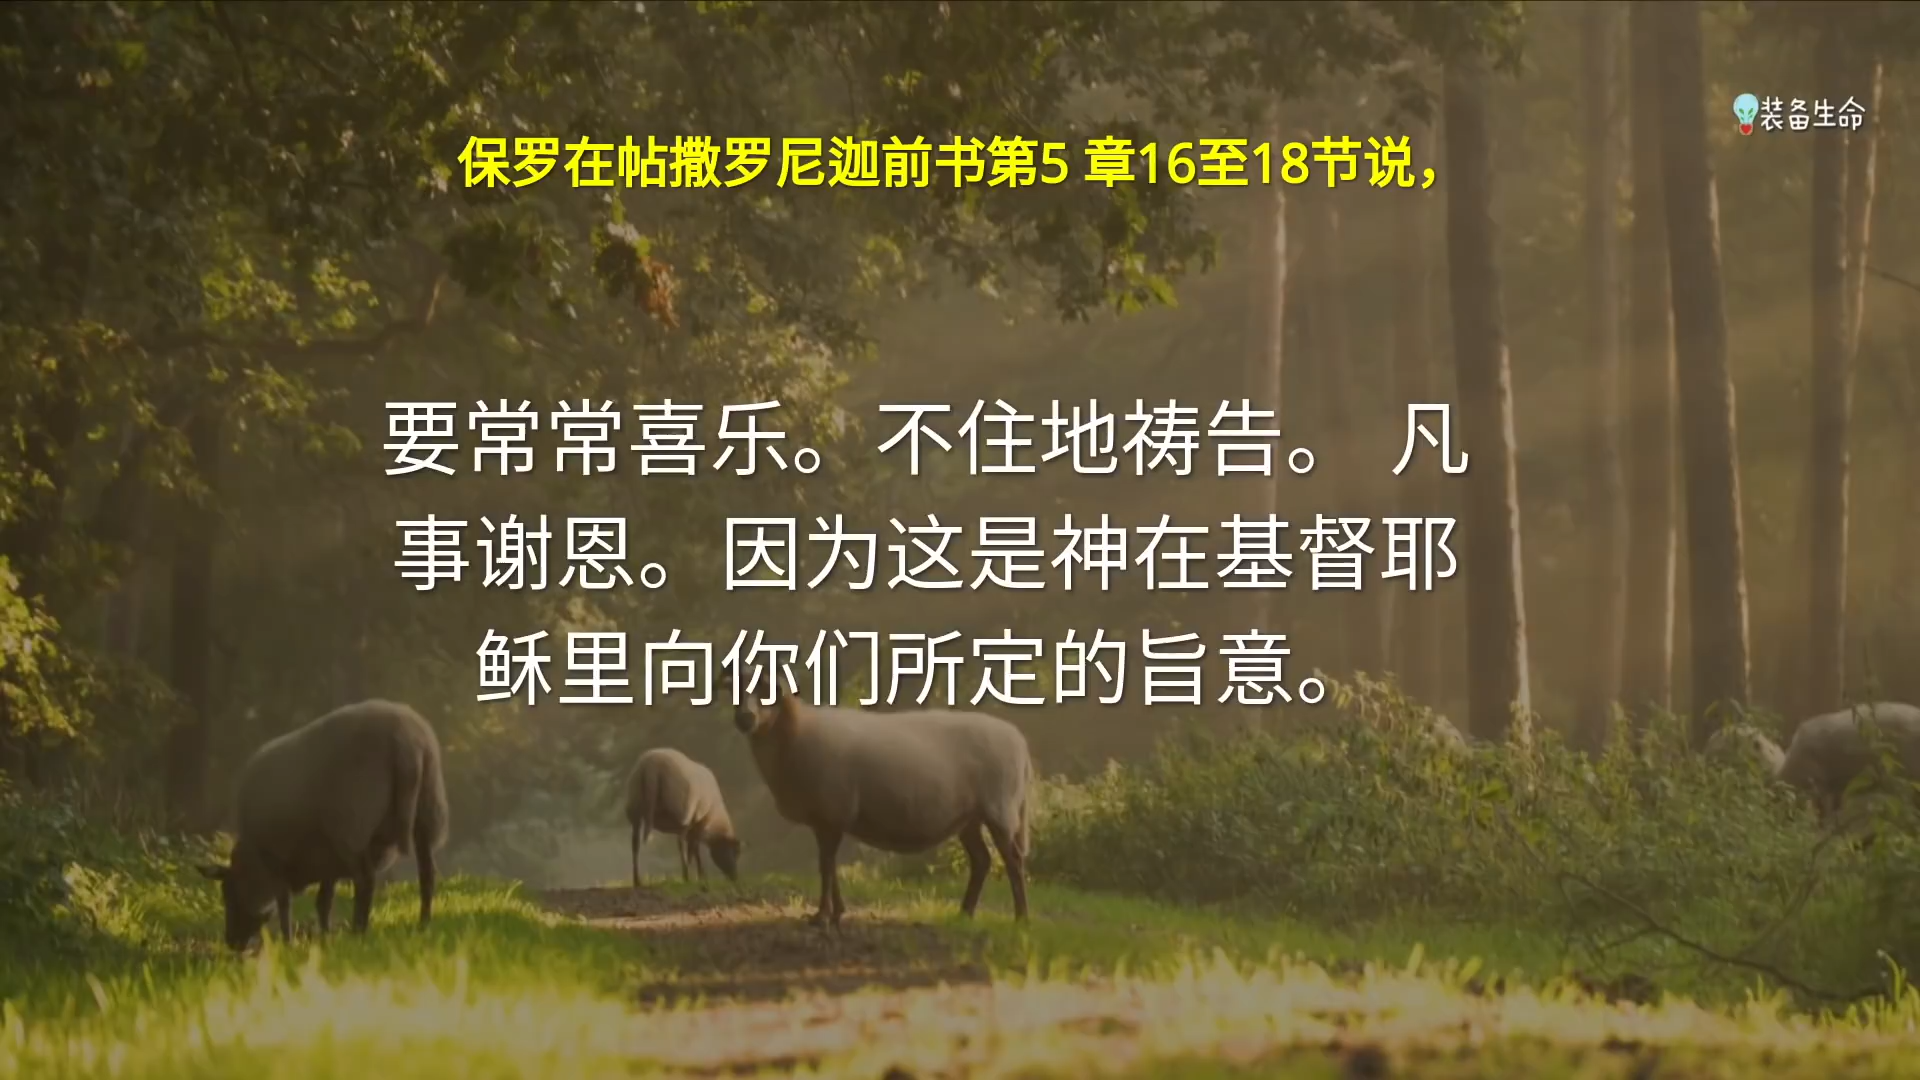 装备生命
保罗在帖撒罗尼迦前书第5 章16至18节说，
要常常喜乐。不住地祷告。 凡
事谢恩。因为这是神在基督耶
稣里向你们所定的旨意。